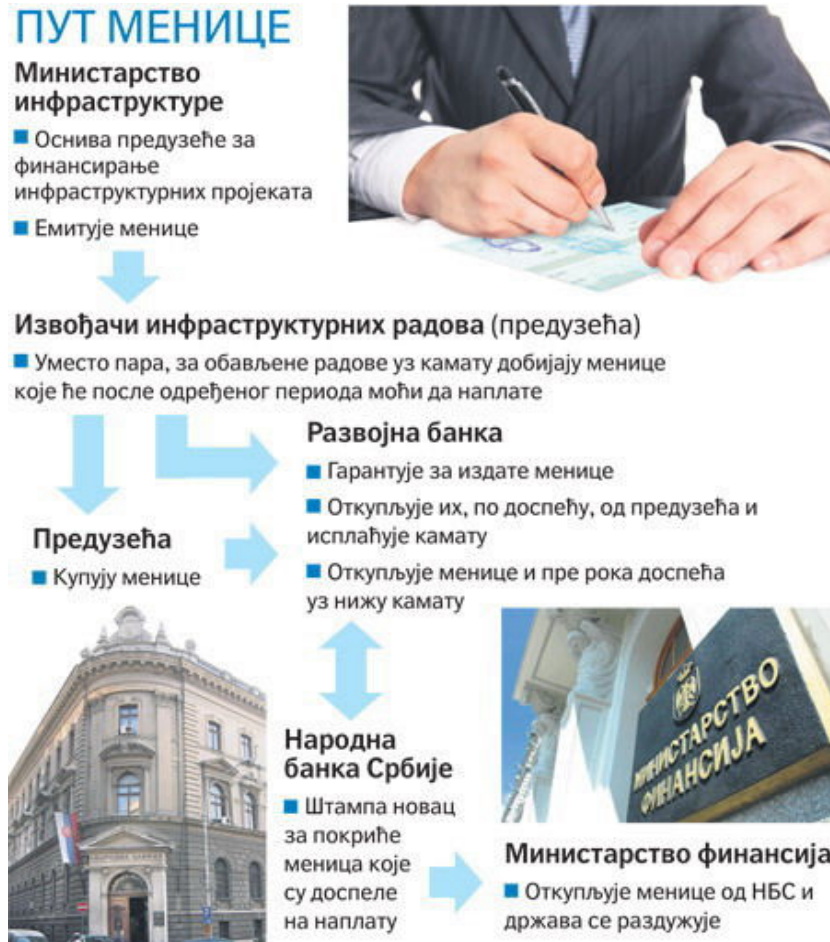 ПУТ МЕНИЦЕ
Министарство
инфраструктуре
Оснива предузеће за
финансирање
инфраструктурних пројеката
Емитује менице
Извођачи инфраструктурних радова (предузећа)
Уместо пара, за обављене радове уз камату добијају менице
које ће после одређеног периода моћи да наплате
Развојна банка
Гарантује за издате менице
Откупљује их, по доспећу, од предузећа и
исплаћује камату
Откупљује менице и пре рока доспећа
уз нижу камату
Предузећа
Купују менице
Народна
банка Србије
Штампа новац
за покриће
меница које
су доспеле
на наплату
МИНИСТАРСТВО
ФИНАНСИЈА
Министарство финансија
Откупљује менице од НБС и
држава се раздужује